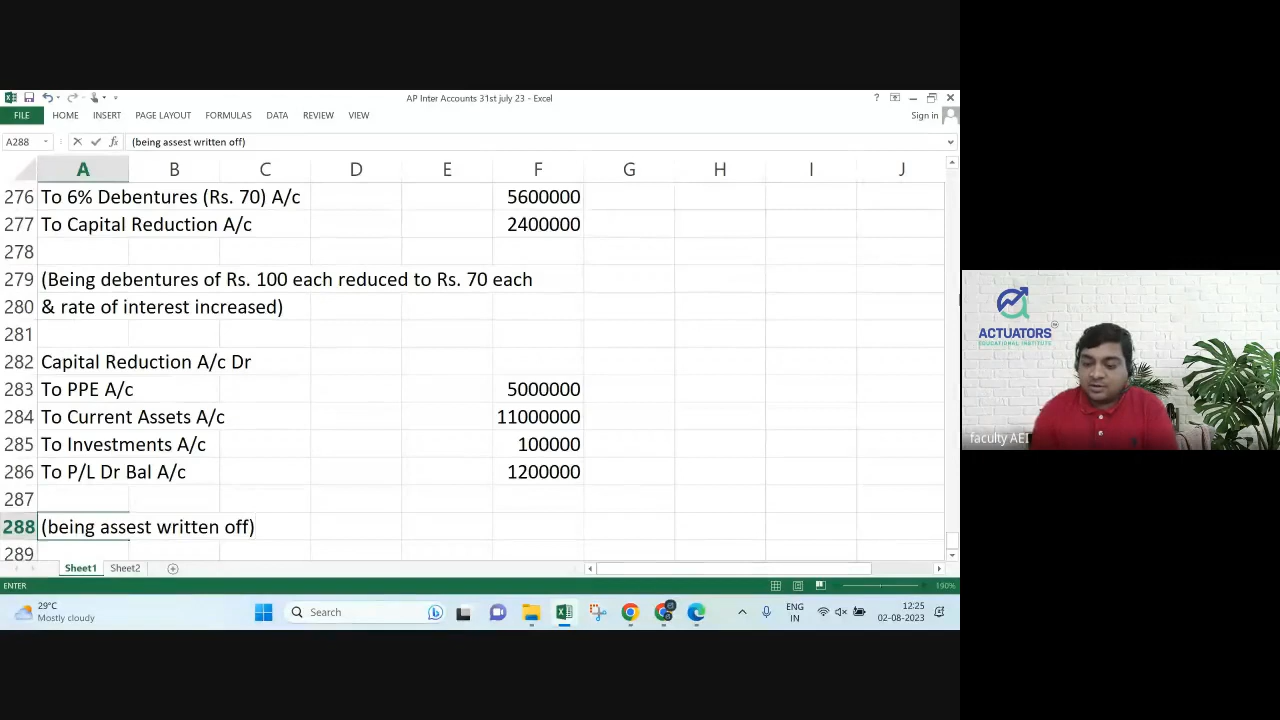 AP Inter Accounts 31st july 23 - Excel
FILE HOME INSERT PAGE LAYOUT FORMULAS DATA REVIEW VIEW Sign in
A288 (being assest written off)
A B C D E F G H I J
276 To 6% Debentures (Rs. 70) A/c 5600000
277 To Capital Reduction A/c 2400000
278
279 (Being debentures of Rs. 100 each reduced to Rs. 70 each
280 & rate of interest increased)
281
282 Capital Reduction A/c Dr
283 To PPE A/c 5000000
284 To Current Assets A/c 11000000
285 To Investments A/c 100000
286 To P/L Dr Bal A/c 1200000
287
288 (being assest written off)
289
Sheet1 Sheet2
ENTER 190%
29°C
Mostly cloudy
Search
ENG
IN
12:25
02-08-2023
ACTUATORS
EDUCATIONAL INSTITUTE
faculty AEI